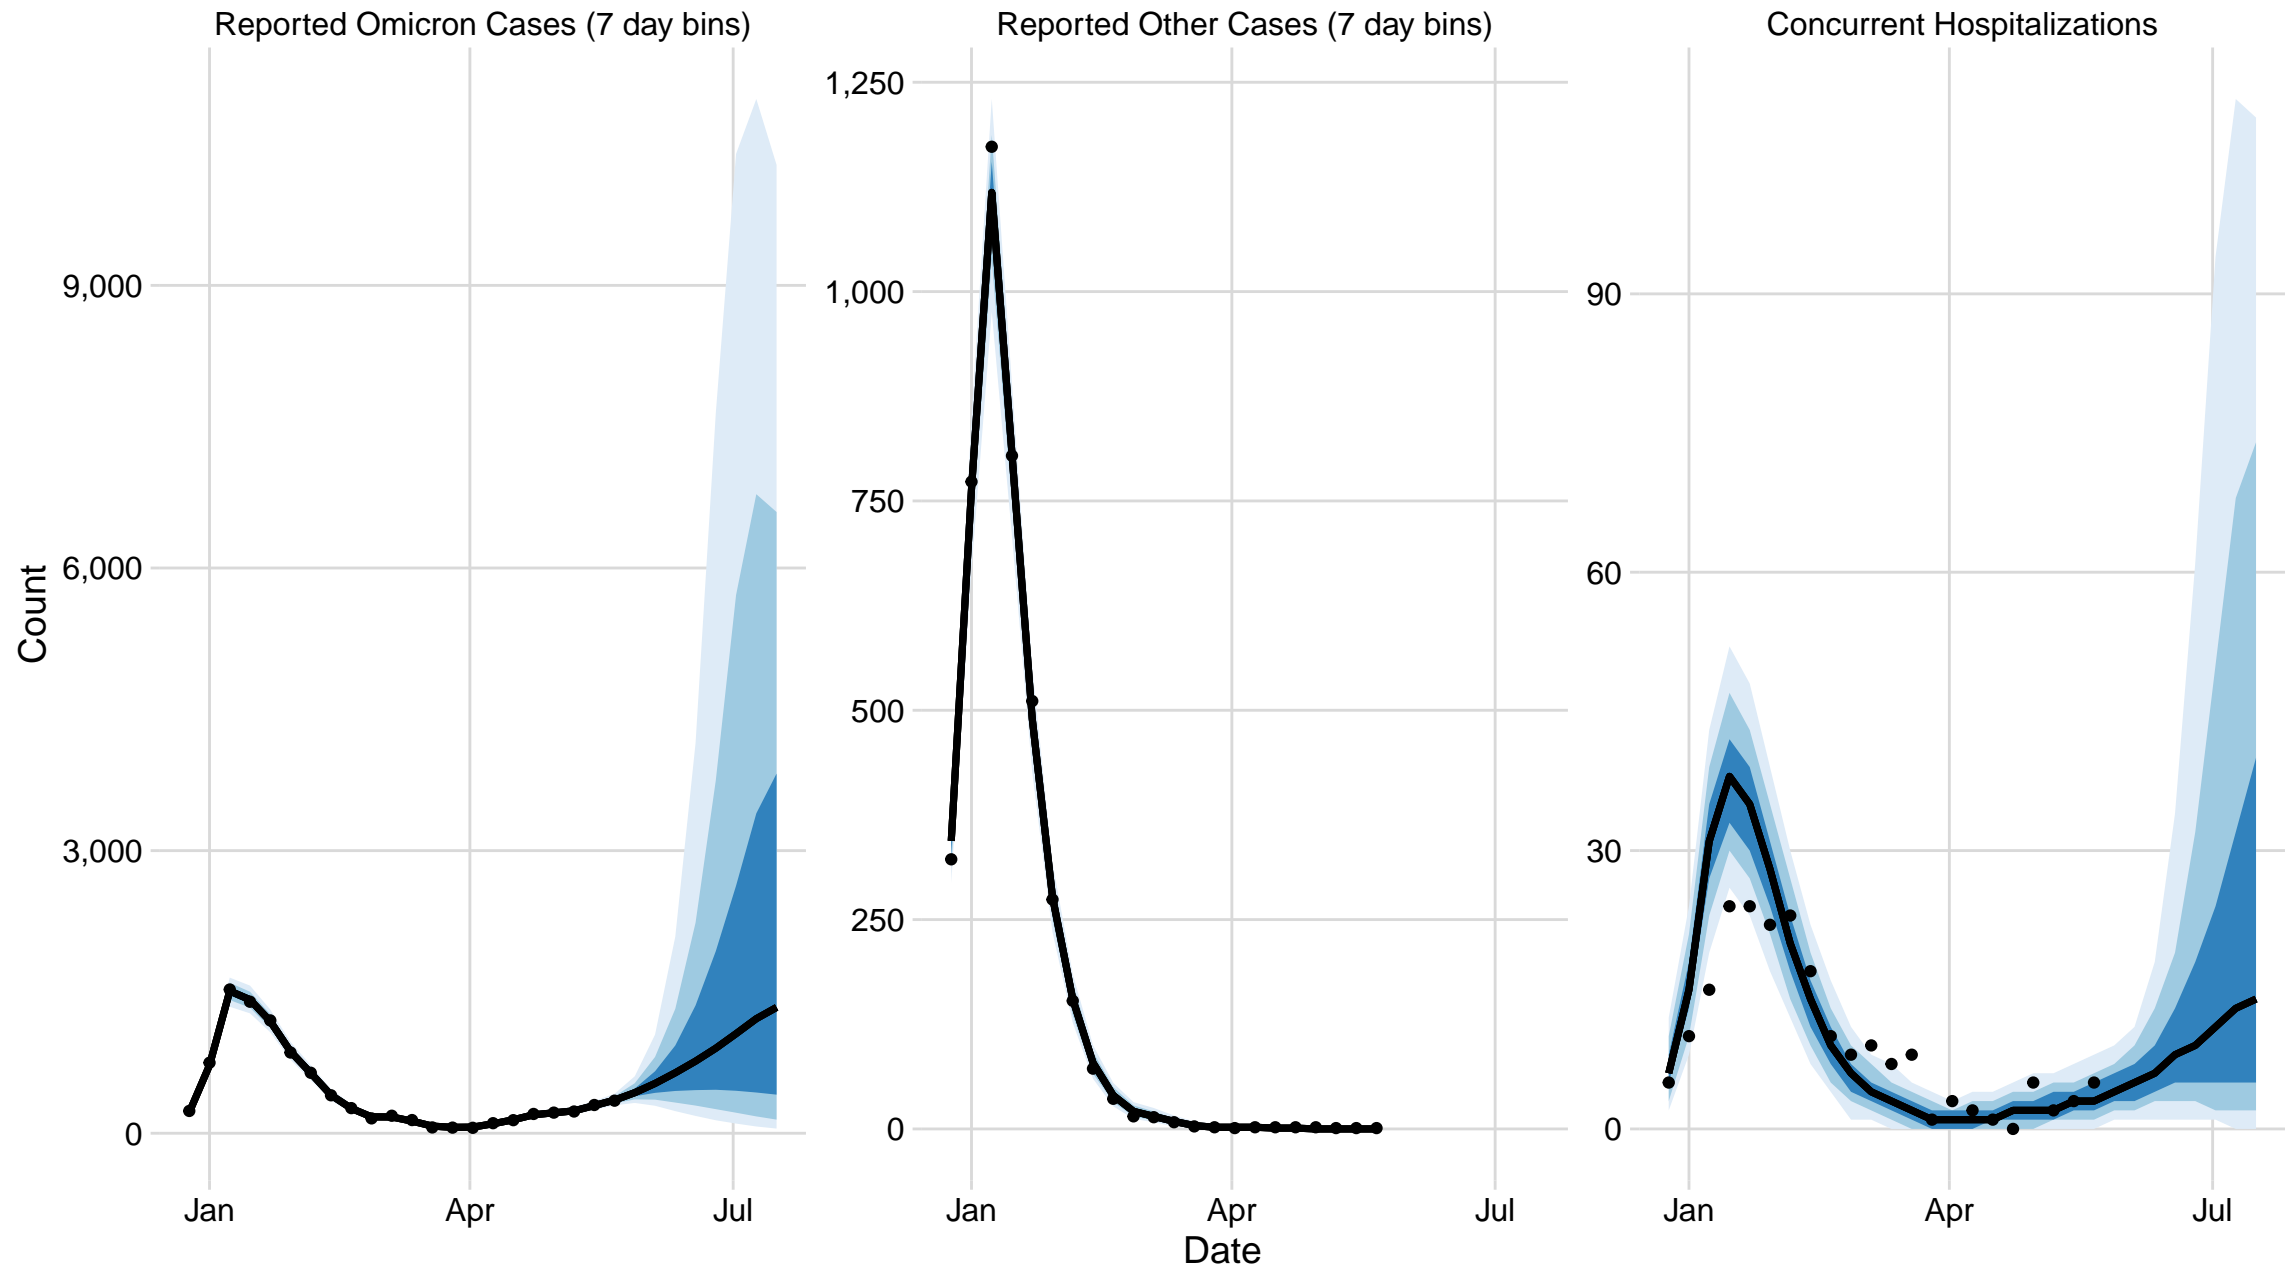 Reported Omicron Cases (7 day bins)
Reported Other Cases (7 day bins)
Concurrent Hospitalizations
Count
9,000
6,000
3,000
0
Jan
Apr
Jul
1,250
1,000
750
500
250
0
Jan
Apr
Jul
90
60
30
0
Jan
Apr
Jul
Date